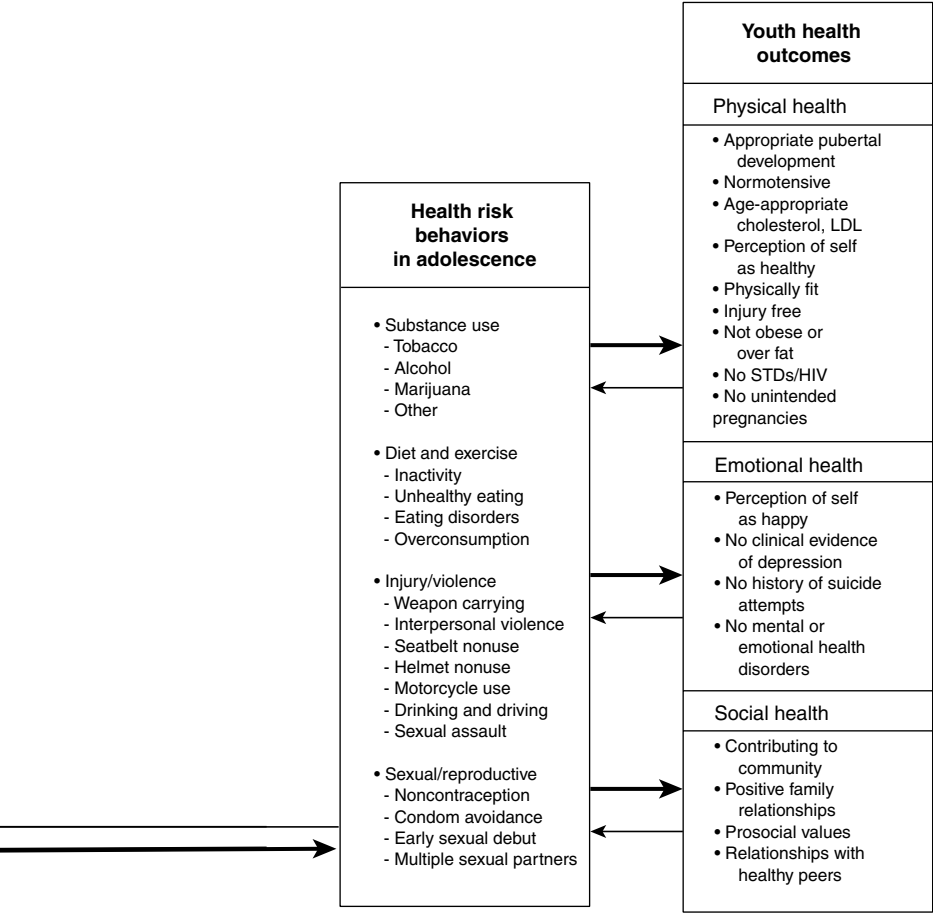 Health risk
behaviors
in adolescence
• Substance use
- Tobacco
- Alcohol
- Marijuana
- Other
• Diet and exercise
- Inactivity
- Unhealthy eating
- Eating disorders
- Overconsumption
• Injury/violence
- Weapon carrying
- Interpersonal violence
- Seatbelt nonuse
- Helmet nonuse
- Motorcycle use
- Drinking and driving
- Sexual assault
• Sexual/reproductive
- Noncontraception
- Condom avoidance
- Early sexual debut
- Multiple sexual partners
Youth health
outcomes
Physical health
• Appropriate pubertal
development
• Normotensive
• Age-appropriate
cholesterol, LDL
• Perception of self
as healthy
• Physically fit
• Injury free
• Not obese or
over fat
• No STDs/HIV
• No unintended
pregnancies
Emotional health
• Perception of self
as happy
• No clinical evidence
of depression
• No history of suicide
attempts
• No mental or
emotional health
disorders
Social health
• Contributing to
community
• Positive family
relationships
• Prosocial values
• Relationships with
healthy peers